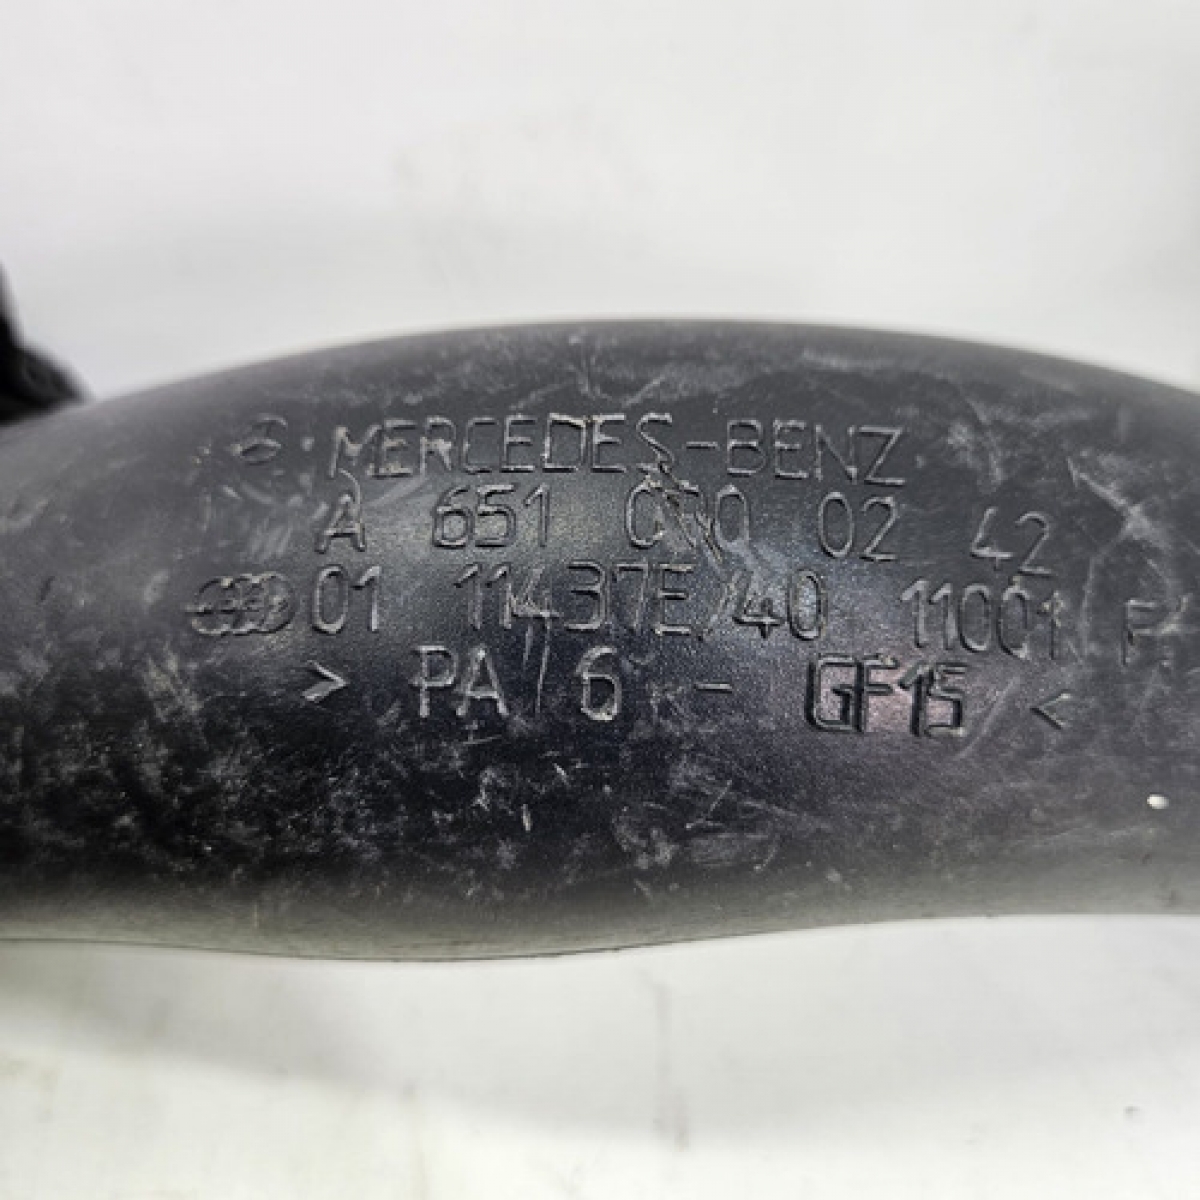 MERCEDES-BENZ
A 651 090 02 42
01 11437E/40 11001 F
> PA 6 - GF15 <